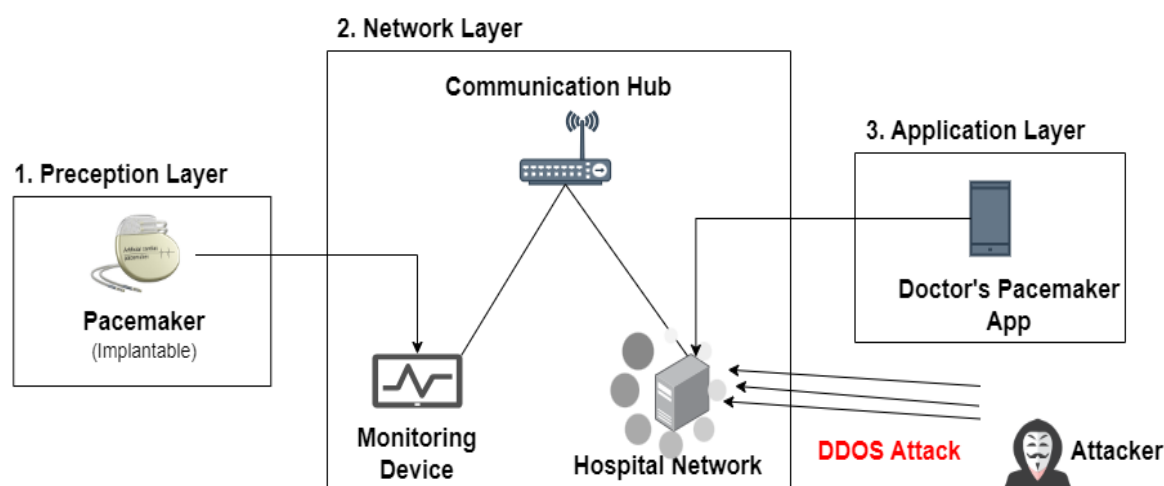 2. Network Layer
Communication Hub
3. Application Layer
1. Preception Layer
Pacemaker
(Implantable)
Doctor's Pacemaker
App
Monitoring
Device
Hospital Network
DDOS Attack
Attacker